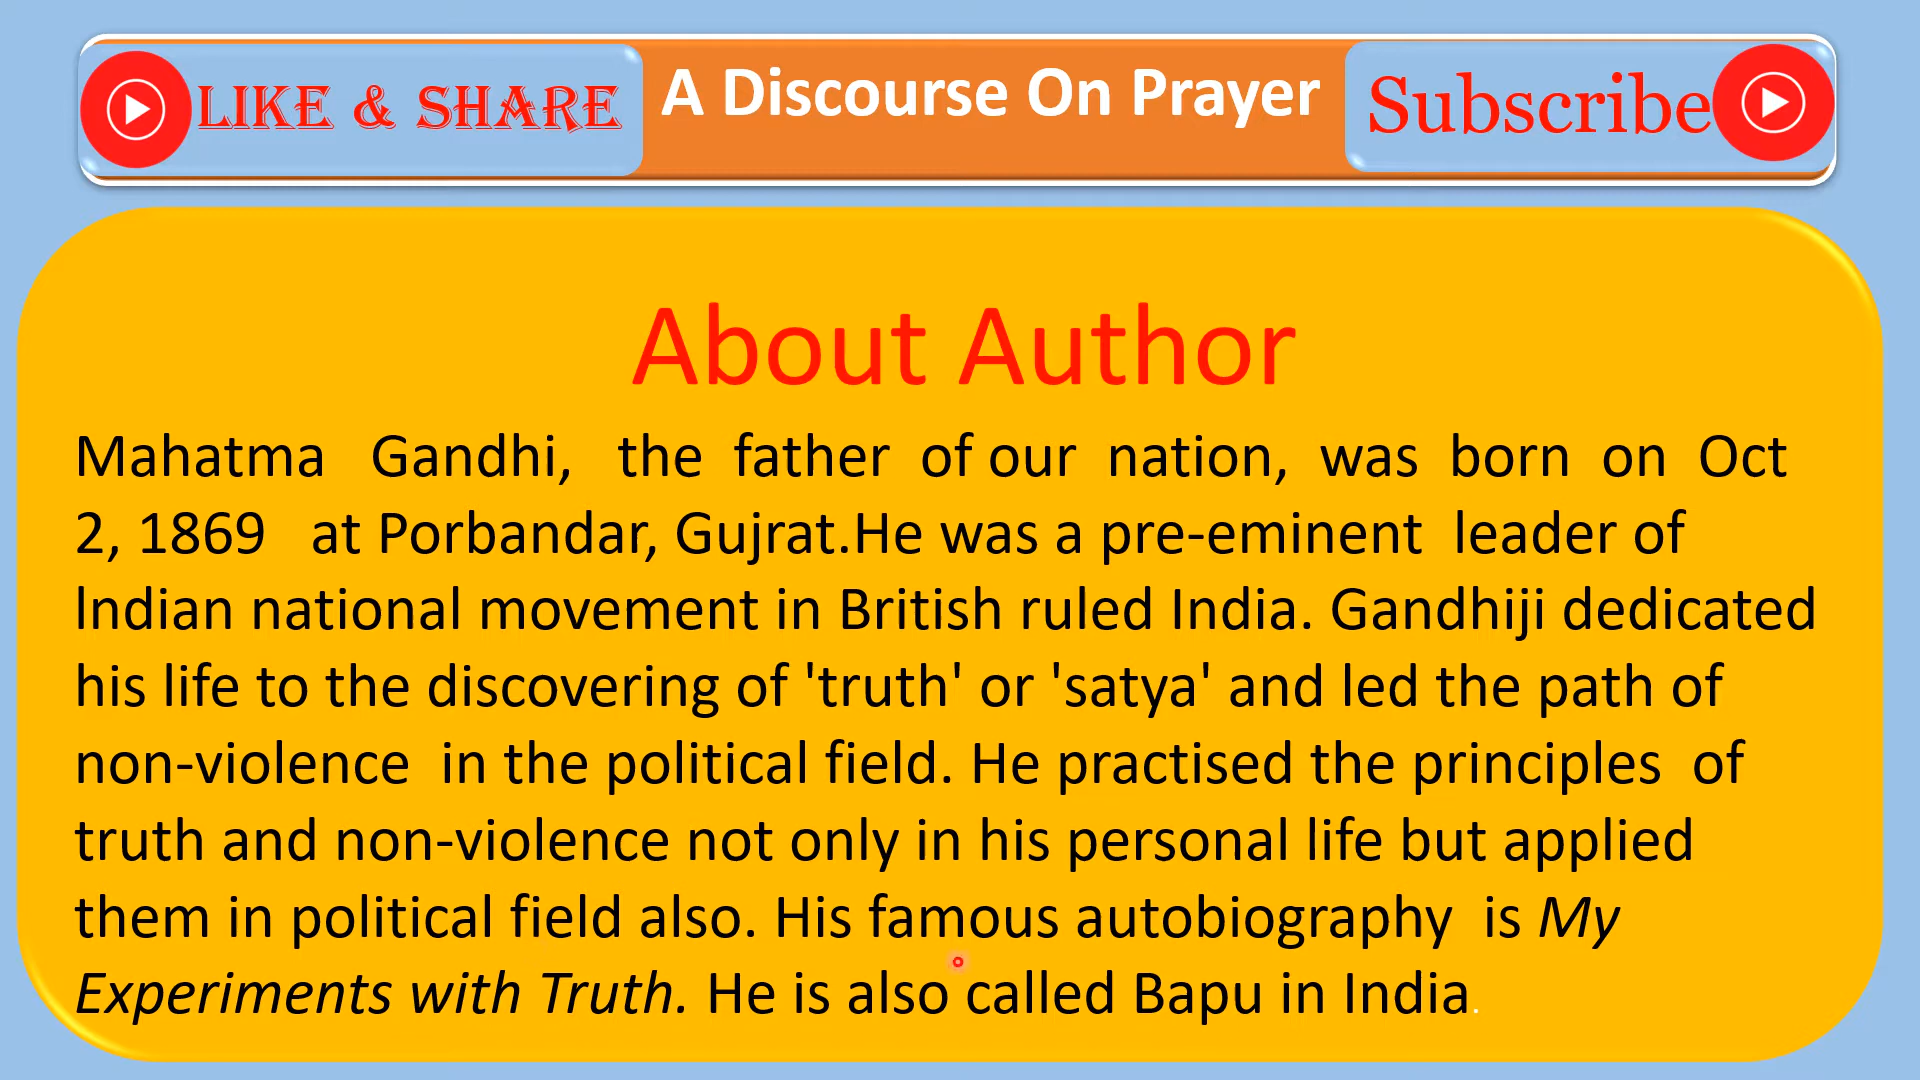 LIKE & SHARE A Discourse On Prayer Subscribe
About Author
Mahatma Gandhi, the father of our nation, was born on Oct
2, 1869 at Porbandar, Gujrat.He was a pre-eminent leader of
Indian national movement in British ruled India. Gandhiji dedicated
his life to the discovering of 'truth' or 'satya' and led the path of
non-violence in the political field. He practised the principles of
truth and non-violence not only in his personal life but applied
them in political field also. His famous autobiography is My
Experiments with Truth. He is also called Bapu in India.